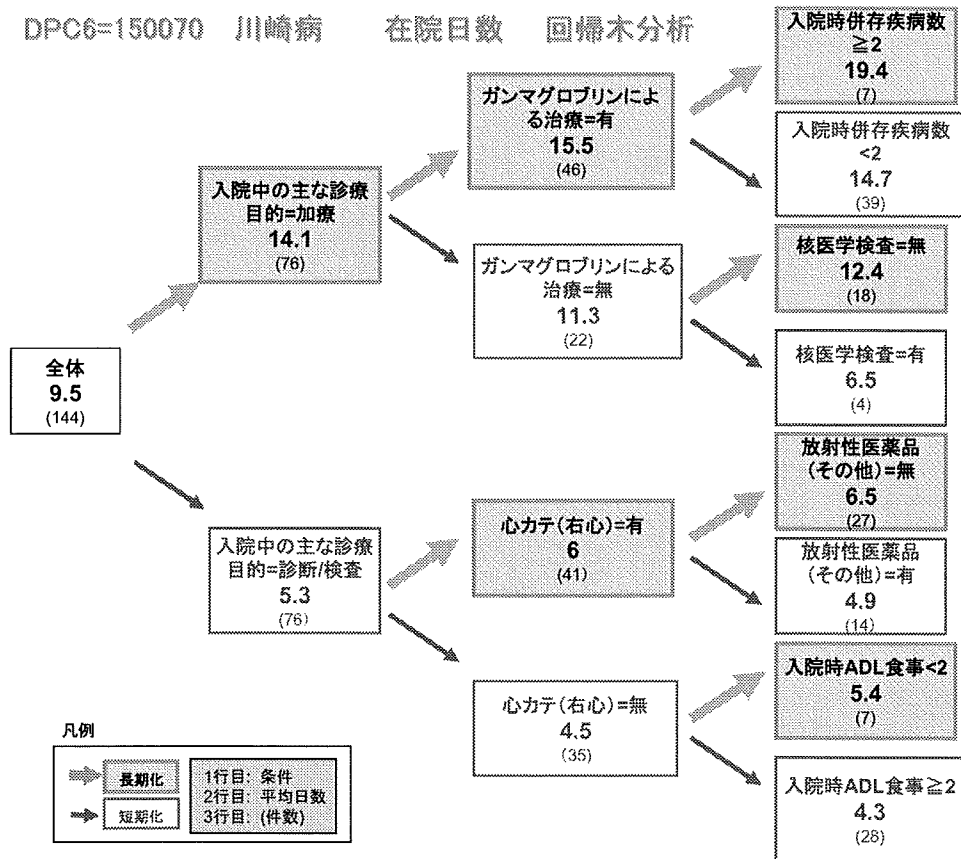 DPC6=150070 川崎病 在院日数 回帰木分析
入院時併存疾病数
≧2
19.4
(7)
ガンマグロブリンによ
る治療=有
15.5
(46)
入院時併存疾病数
<2
14.7
(39)
入院中の主な診療
目的=加療
14.1
(76)
ガンマグロブリンによる
治療=無
11.3
(22)
核医学検査=無
12.4
(18)
核医学検査=有
6.5
(4)
全体
9.5
(144)
放射性医薬品
(その他)=無
6.5
(27)
心カテ(右心)=有
6
(41)
入院中の主な診療
目的=診断/検査
5.3
(76)
放射性医薬品
(その他)=有
4.9
(14)
入院時ADL食事<2
5.4
(7)
心カテ(右心)=無
4.5
(35)
入院時ADL食事≧2
4.3
(28)
凡例
長期化
短期化
1行目: 条件
2行目: 平均日数
3行目: (件数)